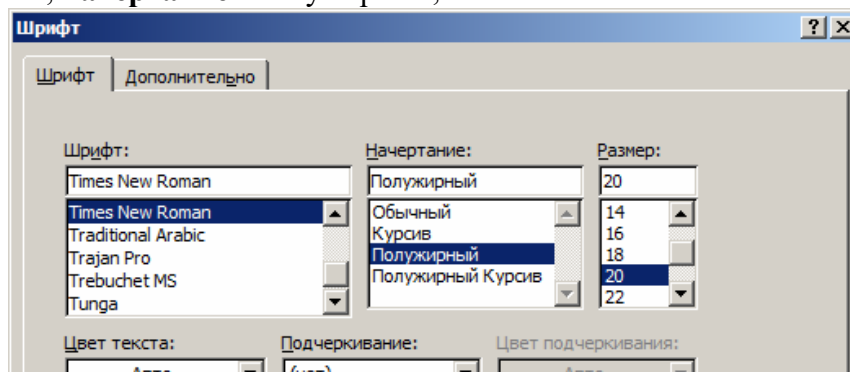 Шрифт
Шрифт Дополнительно
Шрифт: Начертание: Размер:
Times New Roman Полужирный 20
Times New Roman Обычный 14
Traditional Arabic Курсив 16
Trajan Pro Полужирный 18
Trebuchet MS Полужирный Курсив 20
Tunga 22
Цвет текста: Подчеркивание: Цвет подчеркивания: